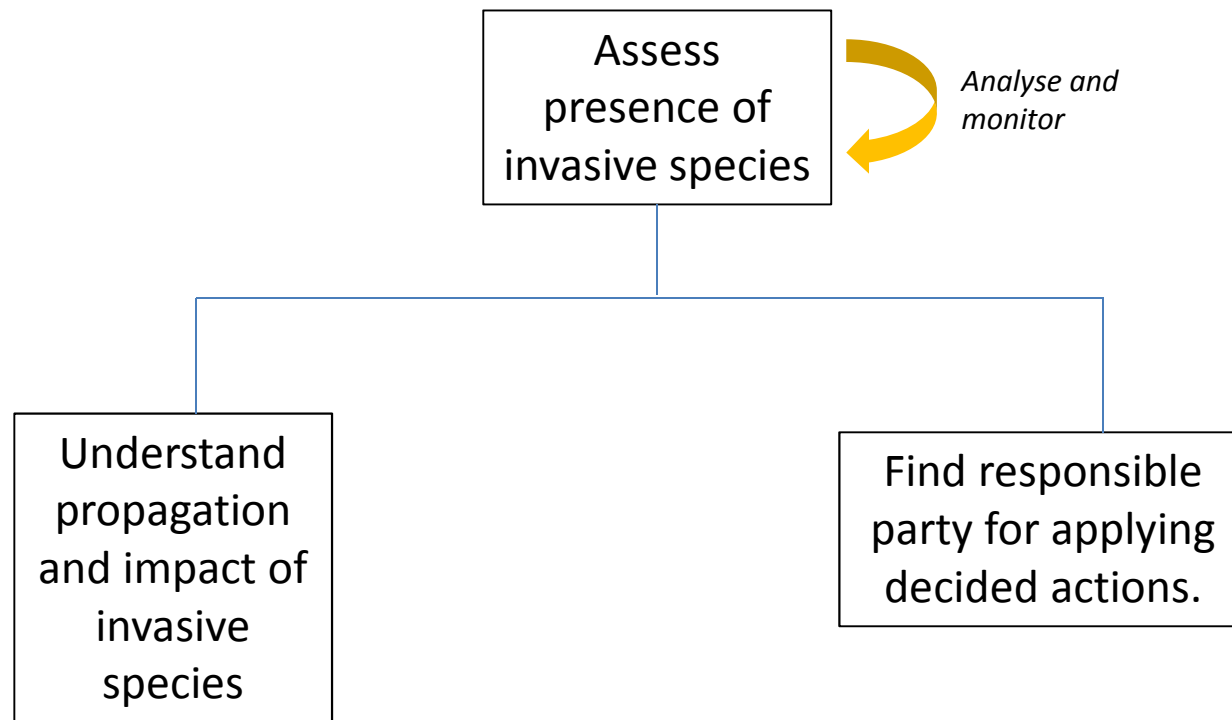 Assess
presence of
invasive species
Analyse and
monitor
Understand
propagation
and impact of
invasive
species
Find responsible
party for applying
decided actions.